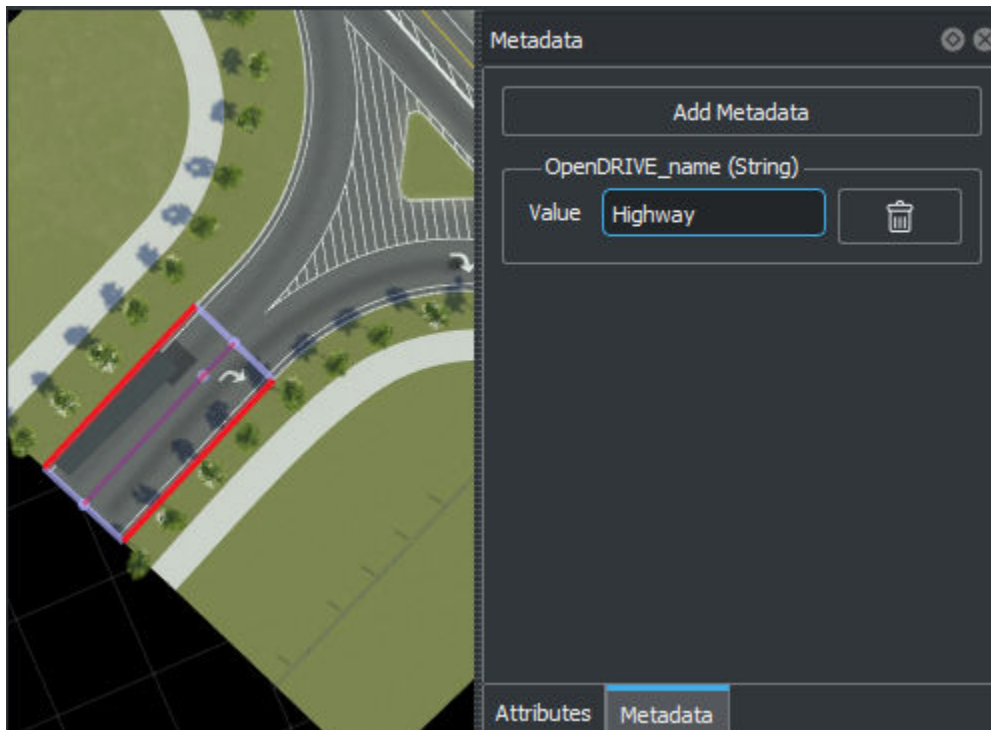 Metadata
Add Metadata
OpenDRIVE_name (String)
Value Highway
Attributes Metadata